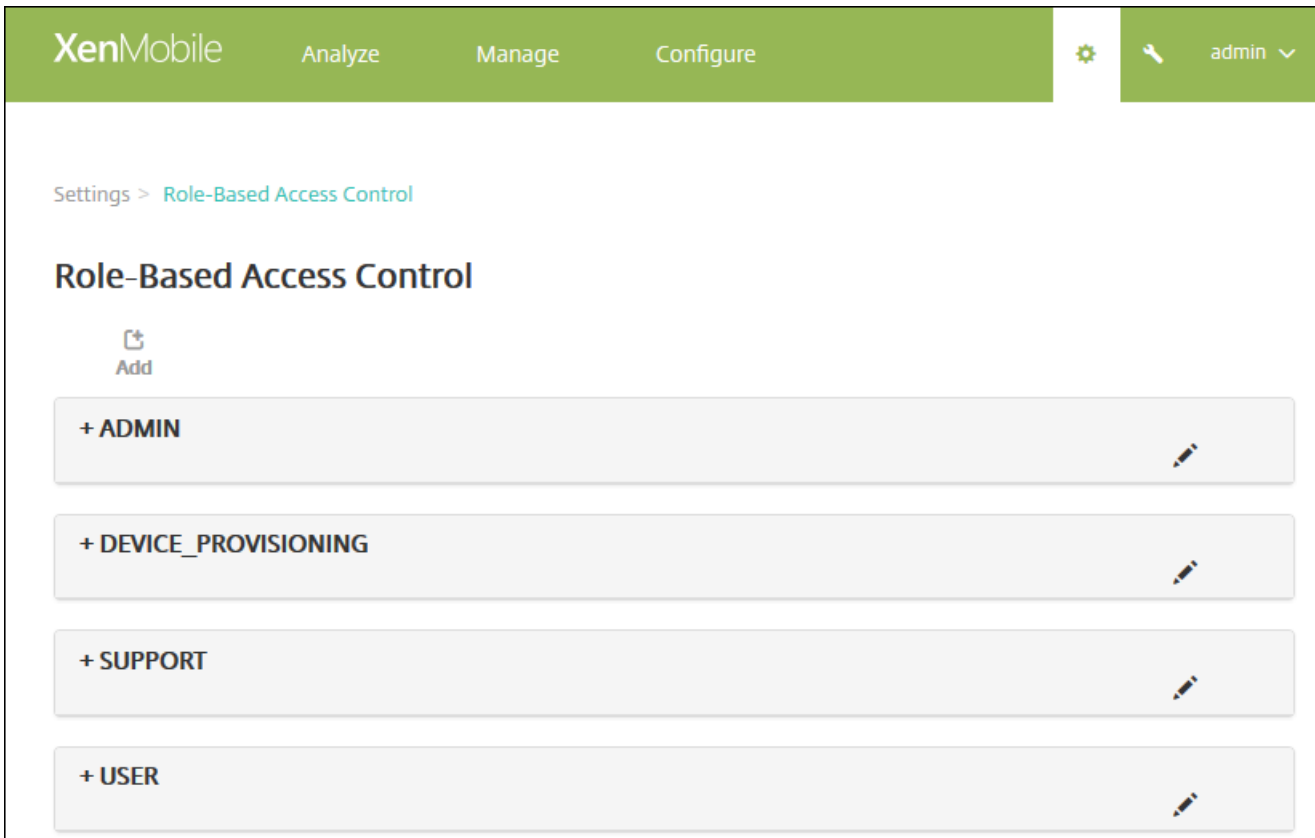 XenMobile Analyze Manage Configure admin
Settings > Role-Based Access Control
Role-Based Access Control
Add
+ ADMIN
+ DEVICE_PROVISIONING
+ SUPPORT
+ USER